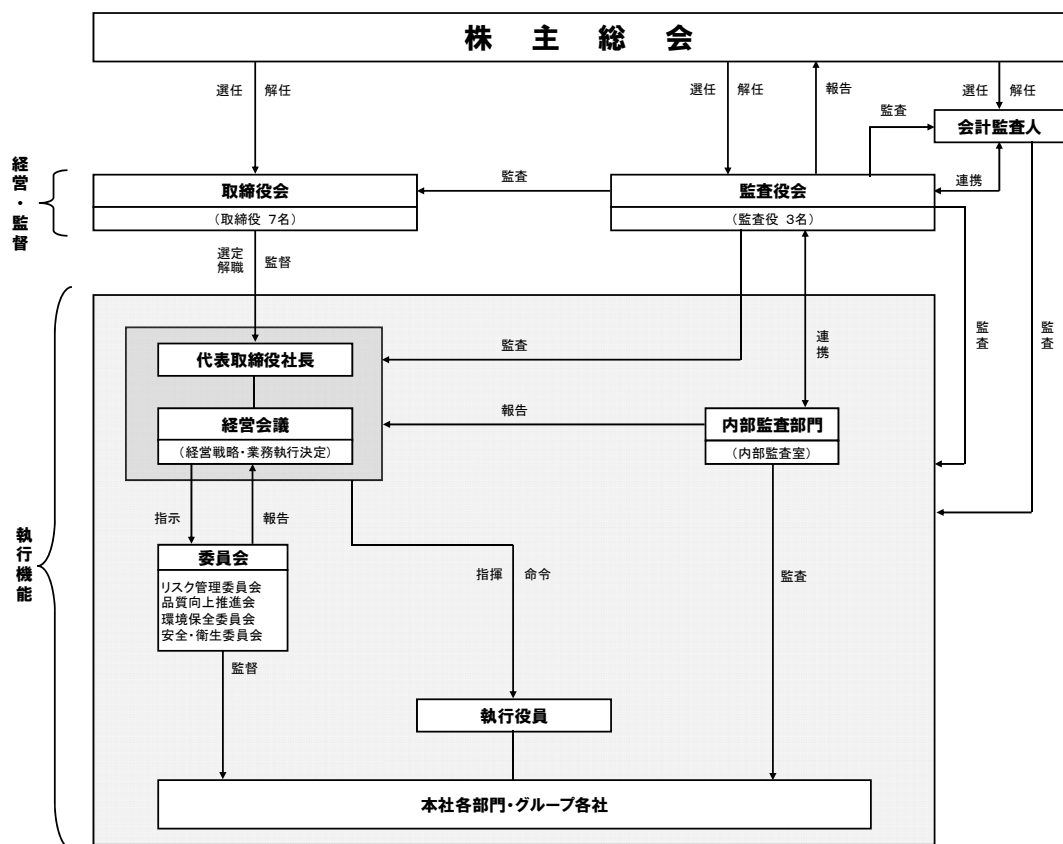 株主総会
選任 解任
選任 解任
報告
選任 解任
監査
会計監査人
経営・監督
取締役会
(取締役 7名)
監査
監査役会
(監査役 3名)
連携
選定
解職
監督
監査
監査
代表取締役社長
監査
連携
経営会議
(経営戦略・業務執行決定)
報告
内部監査部門
(内部監査室)
執行機能
指示
報告
委員会
リスク管理委員会
品質向上推進会
環境保全委員会
安全・衛生委員会
指揮 命令
監査
監督
執行役員
本社各部門・グループ各社